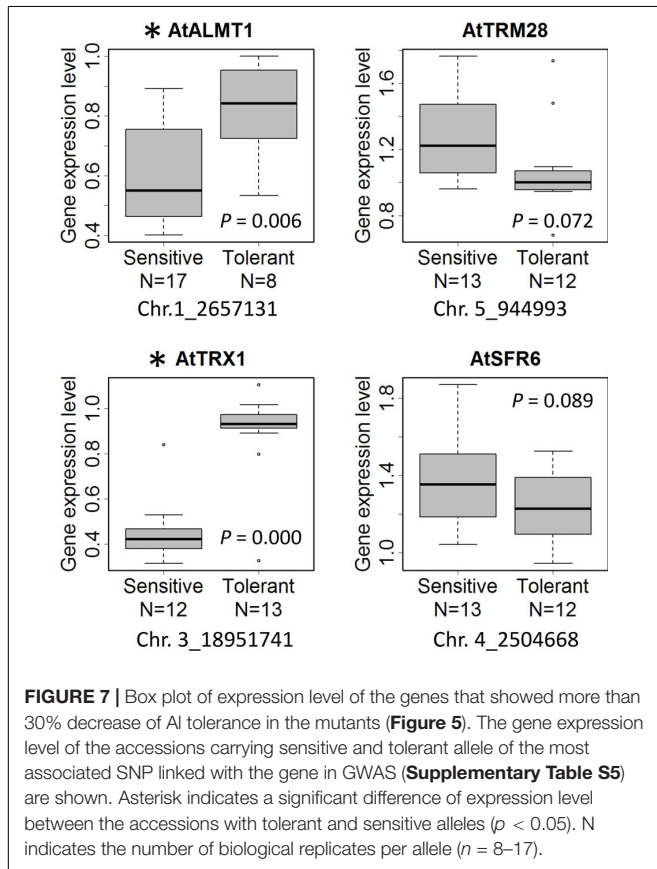 * AtALMT1
Gene expression level
0.4 0.6 0.8 1.0
P = 0.006
Sensitive Tolerant
N=17 N=8
Chr.1_2657131
AtTRM28
Gene expression level
0.8 1.2 1.6
P = 0.072
Sensitive Tolerant
N=13 N=12
Chr. 5_944993
* AtTRX1
Gene expression level
0.4 0.6 0.8 1.0
P = 0.000
Sensitive Tolerant
N=12 N=13
Chr. 3_18951741
AtSFR6
Gene expression level
1.0 1.4 1.8
P = 0.089
Sensitive Tolerant
N=13 N=12
Chr. 4_2504668
FIGURE 7 | Box plot of expression level of the genes that showed more than
30% decrease of Al tolerance in the mutants (Figure 5). The gene expression
level of the accessions carrying sensitive and tolerant allele of the most
associated SNP linked with the gene in GWAS (Supplementary Table S5)
are shown. Asterisk indicates a significant difference of expression level
between the accessions with tolerant and sensitive alleles (p < 0.05). N
indicates the number of biological replicates per allele (n = 8–17).